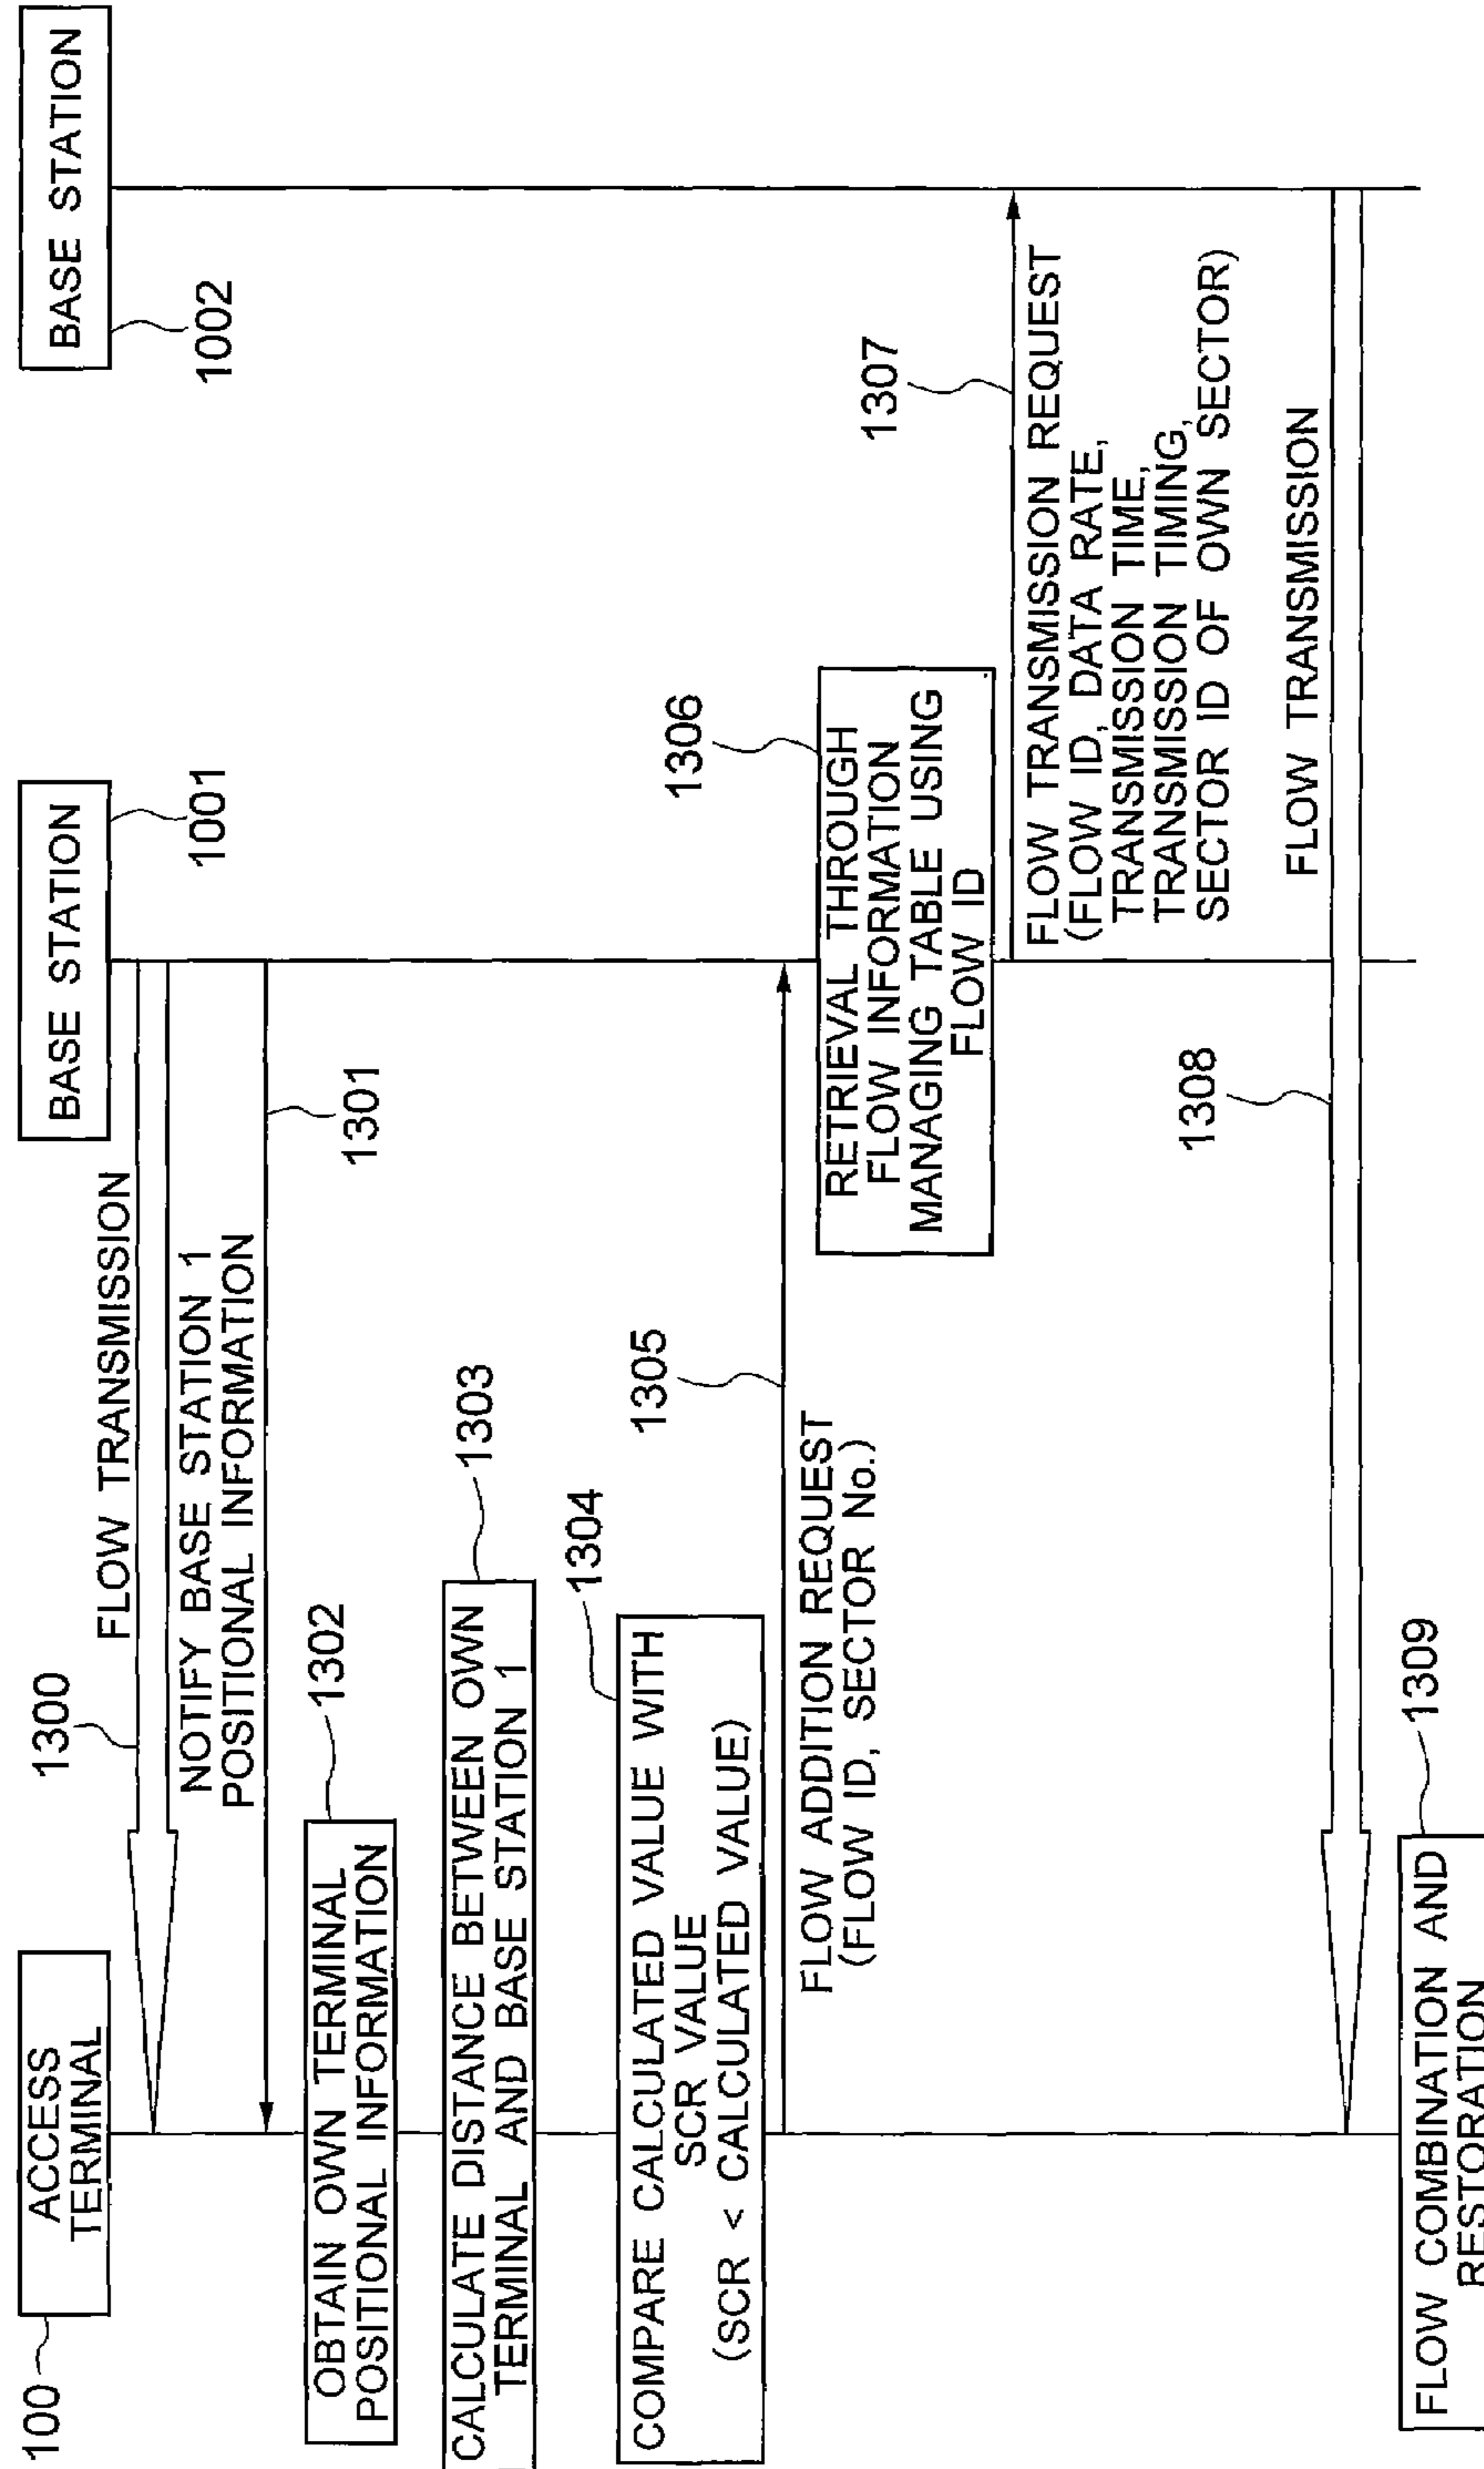 100
ACCESS
TERMINAL
BASE STATION
1001
BASE STATION
1002
1300
FLOW TRANSMISSION
NOTIFY BASE STATION 1
POSITIONAL INFORMATION
1301
OBTAIN OWN TERMINAL
POSITIONAL INFORMATION
1302
CALCULATE DISTANCE BETWEEN OWN
TERMINAL AND BASE STATION 1
1303
COMPARE CALCULATED VALUE WITH
SCR VALUE
(SCR < CALCULATED VALUE)
1304
1305
FLOW ADDITION REQUEST
(FLOW ID, SECTOR No.)
1306
RETRIEVAL THROUGH
FLOW INFORMATION
MANAGING TABLE USING
FLOW ID
1307
FLOW TRANSMISSION REQUEST
(FLOW ID, DATA RATE,
TRANSMISSION TIME,
TRANSMISSION TIMING,
SECTOR ID OF OWN SECTOR)
1308
FLOW TRANSMISSION
FLOW COMBINATION AND
RESTORATION
1309